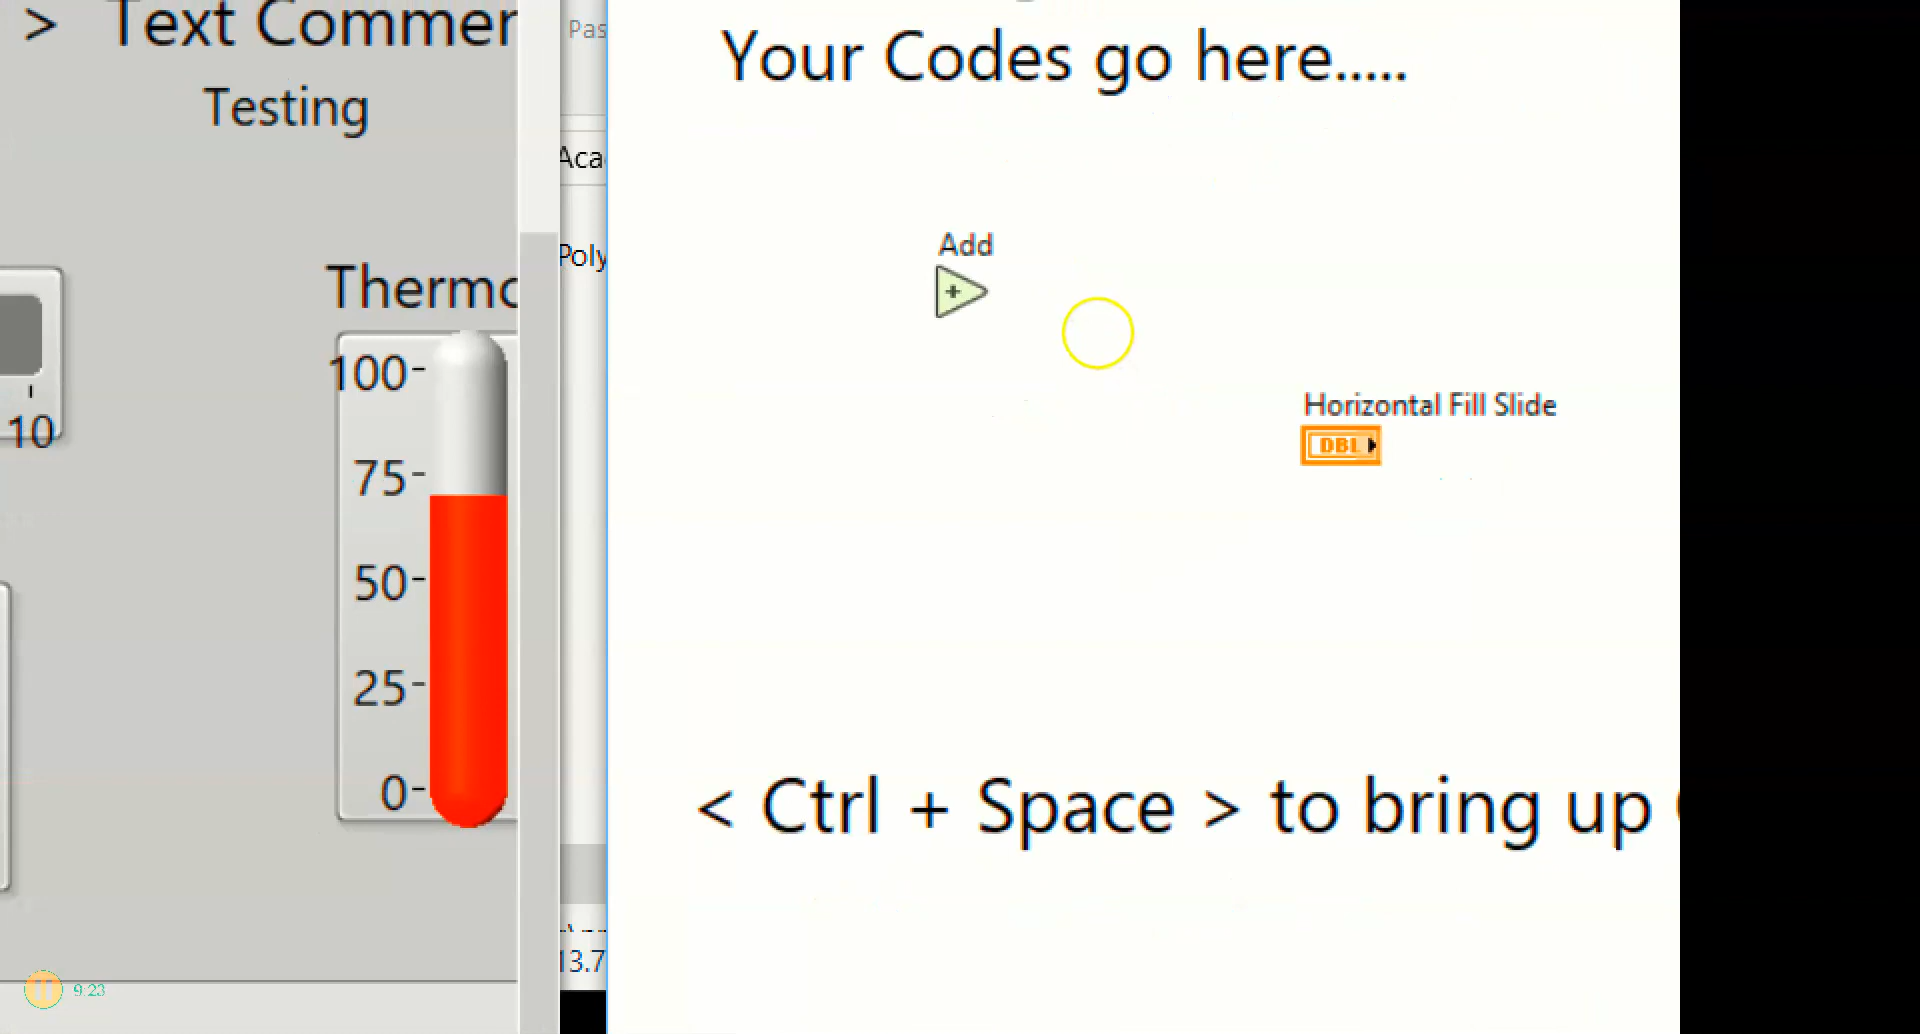 > Text Commen
Testing
10
Thermo
100
75
50
25
0
9:23
Pas
Aca
Poly
13.7
Your Codes go here.....
Add
+
Horizontal Fill Slide
DBL
< Ctrl + Space > to bring up